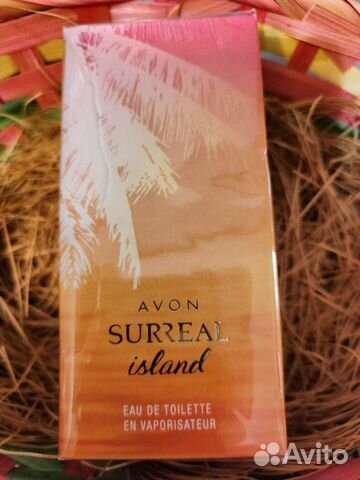 AVON
SURREAL
island
EAU DE TOILETTE
EN VAPORISATEUR
Avito